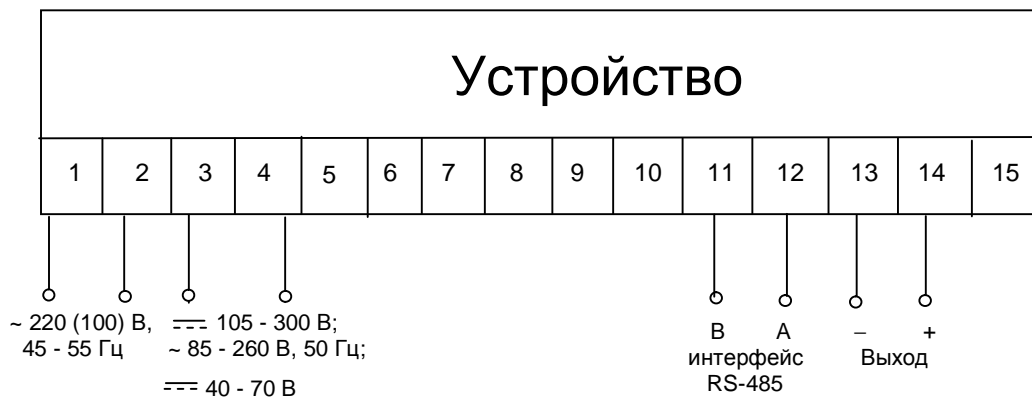 Устройство
1 2 3 4 5 6 7 8 9 10 11 12 13 14 15
~ 220 (100) В,
45 - 55 Гц
105 - 300 В;
~ 85 - 260 В, 50 Гц;
40 - 70 В
В А
интерфейс
RS-485
– +
Выход